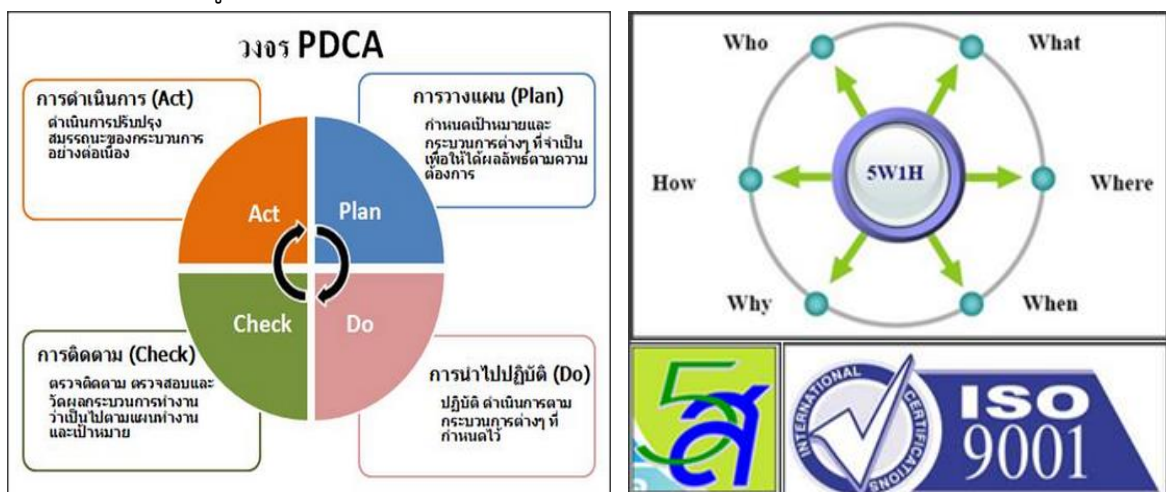 วงจร PDCA
การดำเนินการ (Act)
ดำเนินการปรับปรุง
สมรรถนะของกระบวนการ
อย่างต่อเนื่อง
การวางแผน (Plan)
กำหนดเป้าหมายและ
กระบวนการต่างๆ ที่จำเป็น
เพื่อให้ได้ผลลัพธ์ตามความ
ต้องการ
Act
Plan
Check
Do
การติดตาม (Check)
ตรวจติดตาม ตรวจสอบและ
วัดผลกระบวนการทำงาน
ว่าเป็นไปตามแผนทำงาน
และเป้าหมาย
การนำไปปฏิบัติ (Do)
ปฏิบัติ ดำเนินการตาม
กระบวนการต่างๆ ที่
กำหนดไว้
Who
What
How
5W1H
Where
Why
When
5ส
INTERNATIONAL
CERTIFICATIONS
ISO
9001